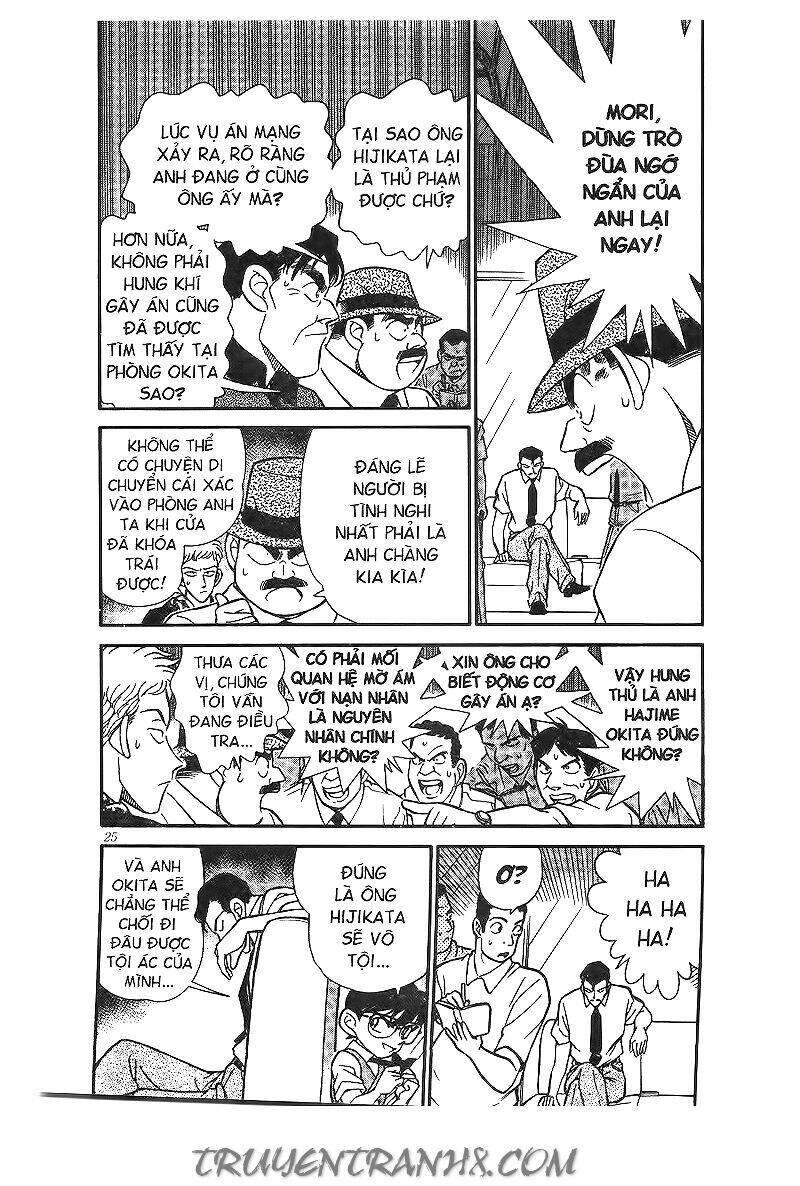 MORI,
DỪNG TRÒ
ĐÙA NGỚ
NGẨN CỦA
ANH LẠI
NGAY!
TẠI SAO ÔNG
HIJIKATA LẠI
LÀ THỦ PHẠM
ĐƯỢC CHỨ?
LÚC VỤ ÁN MẠNG
XẢY RA, RÕ RÀNG
ANH ĐANG Ở CÙNG
ÔNG ẤY MÀ?
HƠN NỮA,
KHÔNG PHẢI
HUNG KHÍ
GÂY ÁN CŨNG
ĐÃ ĐƯỢC
TÌM THẤY TẠI
PHÒNG OKITA
SAO?
ĐÁNG LẼ
NGƯỜI BỊ
TÌNH NGHI
NHẤT PHẢI LÀ
ANH CHÀNG
KIA KÌA!
KHÔNG THỂ
CÓ CHUYỆN DI
CHUYỂN CÁI XÁC
VÀO PHÒNG ANH
TA KHI CỬA
ĐÃ KHÓA
TRÁI
ĐƯỢC!
VẬY HUNG
THỦ LÀ ANH
HAJIME
OKITA ĐÚNG
KHÔNG?
XIN ÔNG CHO
BIẾT ĐỘNG CƠ
GÂY ÁN Ạ?
CÓ PHẢI MỐI
QUAN HỆ MỜ ÁM
VỚI NẠN NHÂN
LÀ NGUYÊN
NHÂN CHÍNH
KHÔNG?
THƯA CÁC
VỊ, CHÚNG
TÔI VẪN
ĐANG ĐIỀU
TRA...
25
HA
HA HA
HA!
Ơ?
ĐÚNG
LÀ ÔNG
HIJIKATA
SẼ VÔ
TỘI...
VÀ ANH
OKITA SẼ
CHẲNG THỂ
CHỐI ĐI
ĐÂU ĐƯỢC
TỘI ÁC CỦA
MÌNH...
TRUYENTRANH8.COM